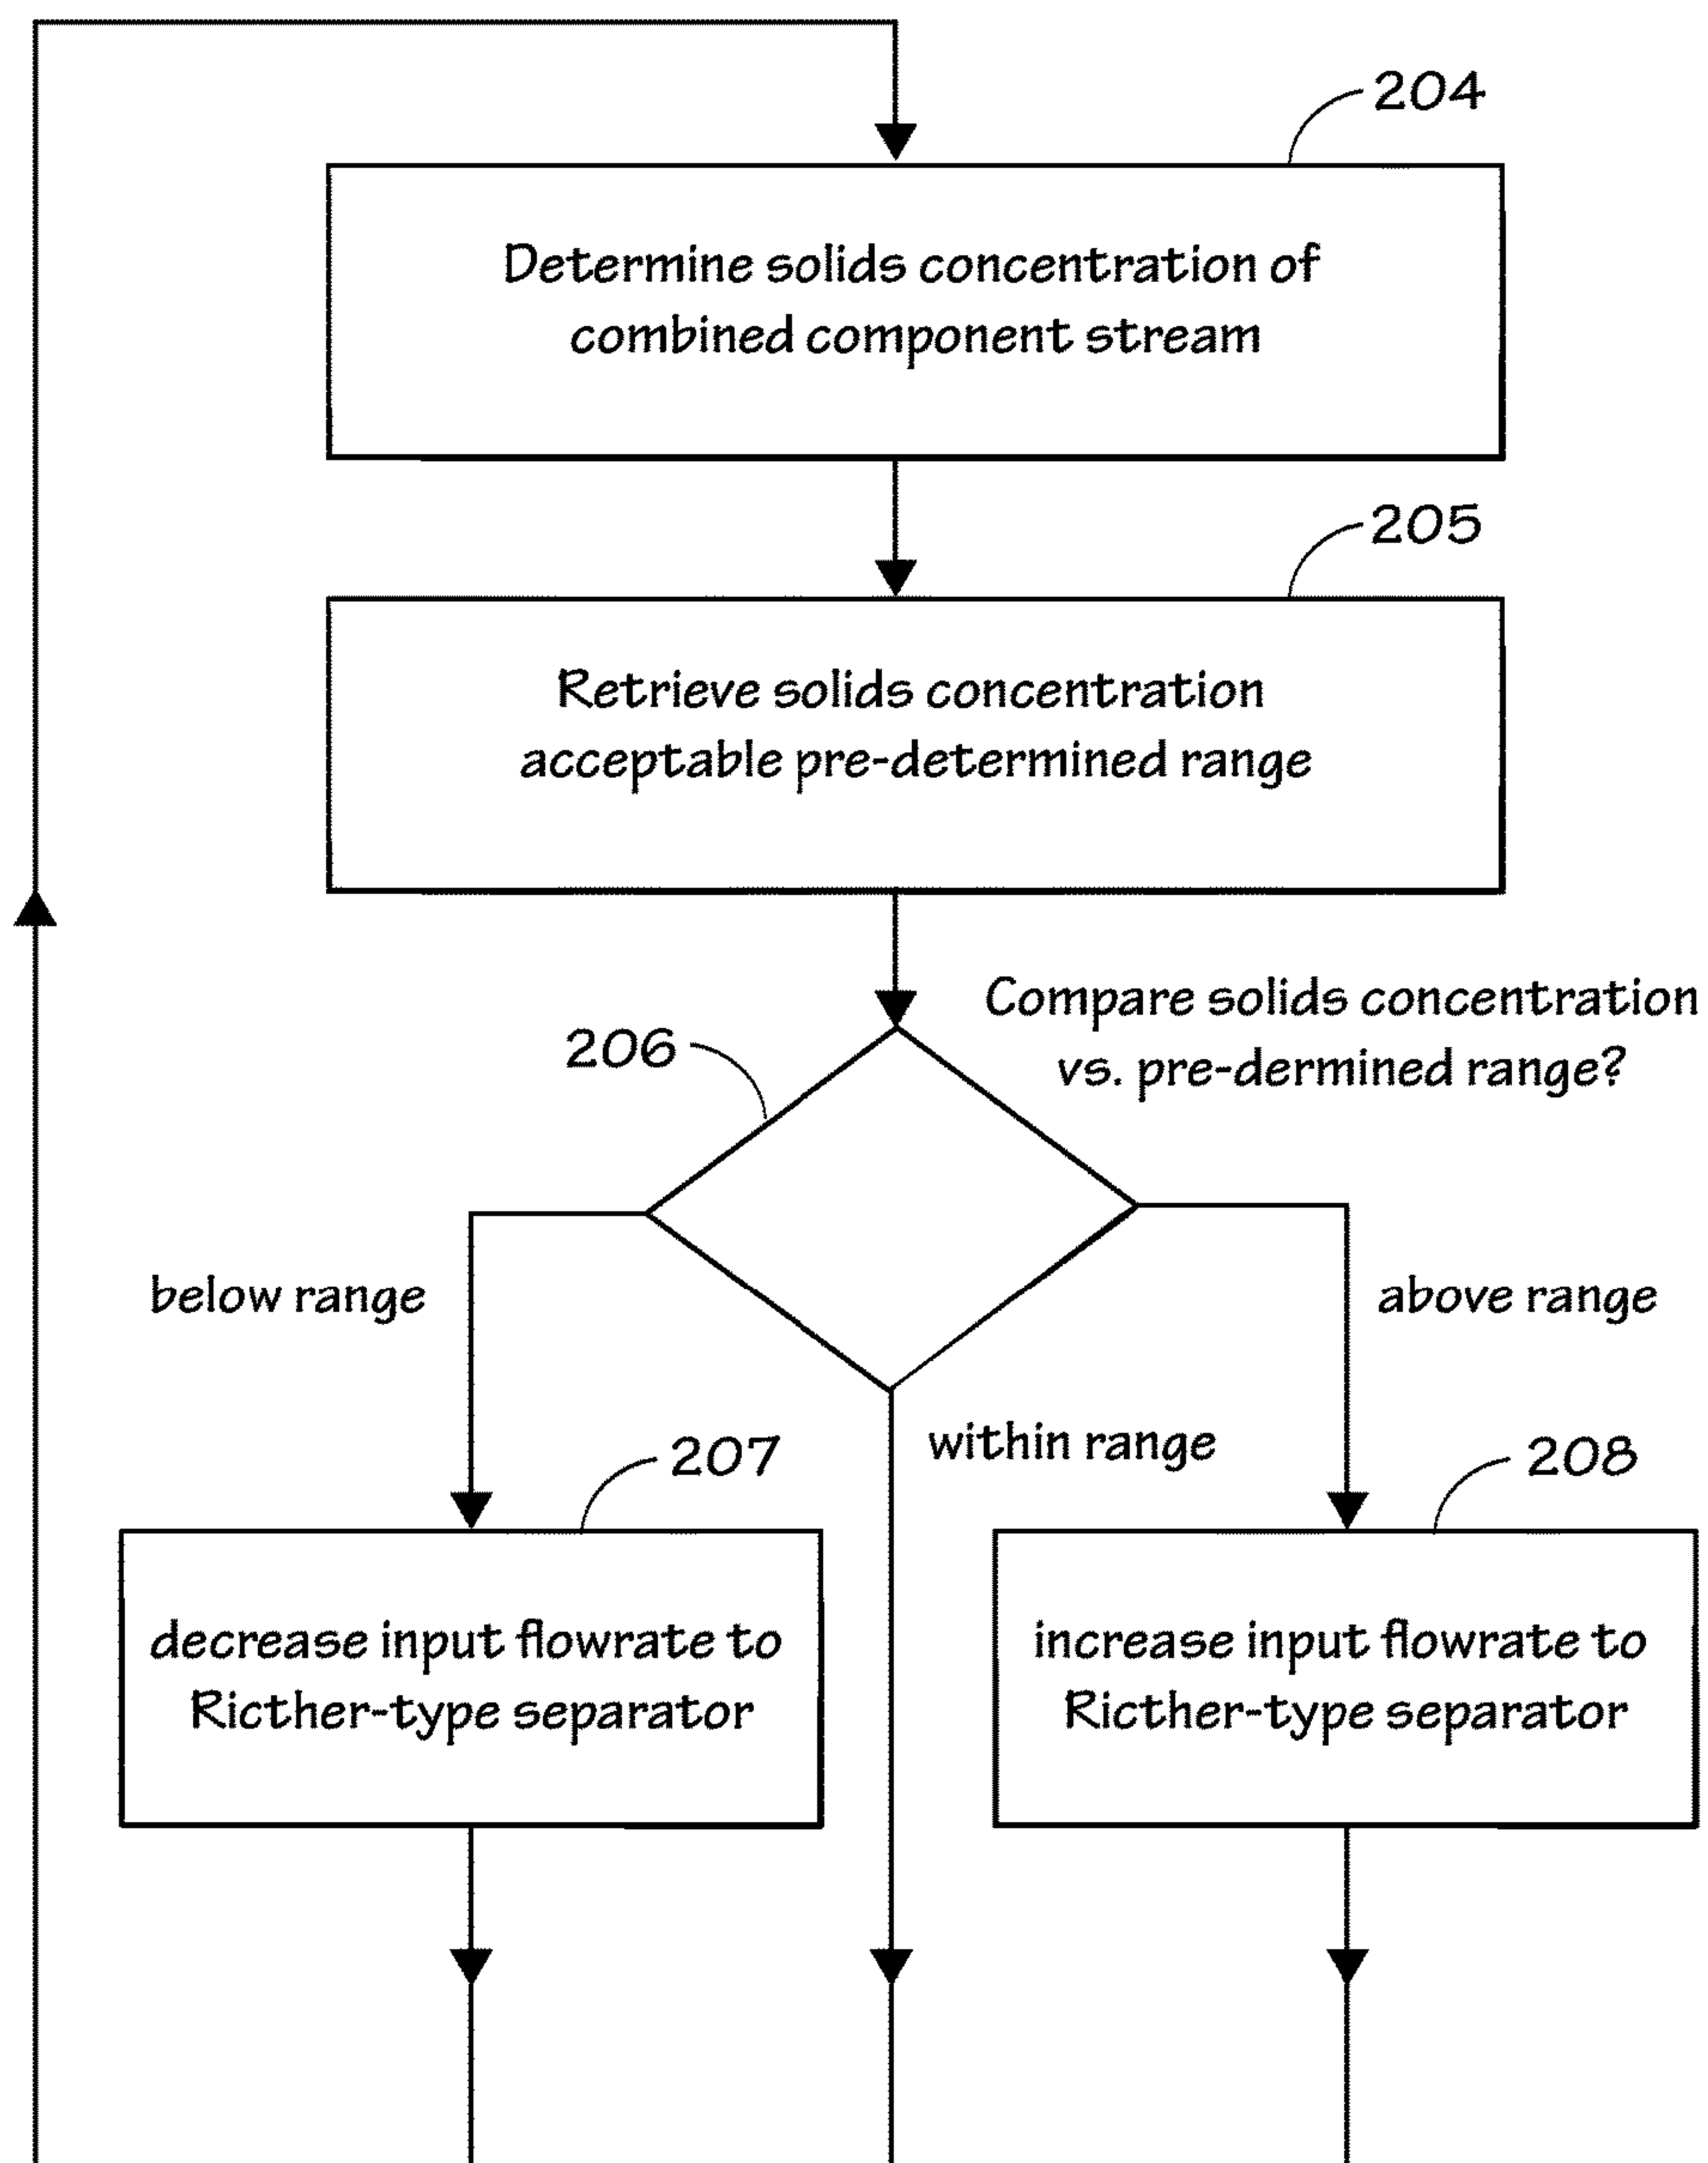 204
Determine solids concentration of
combined component stream
205
Retrieve solids concentration
acceptable pre-determined range
Compare solids concentration
vs. pre-dermined range?
206
below range
above range
within range
207
208
decrease input flowrate to
Ricther-type separator
increase input flowrate to
Ricther-type separator